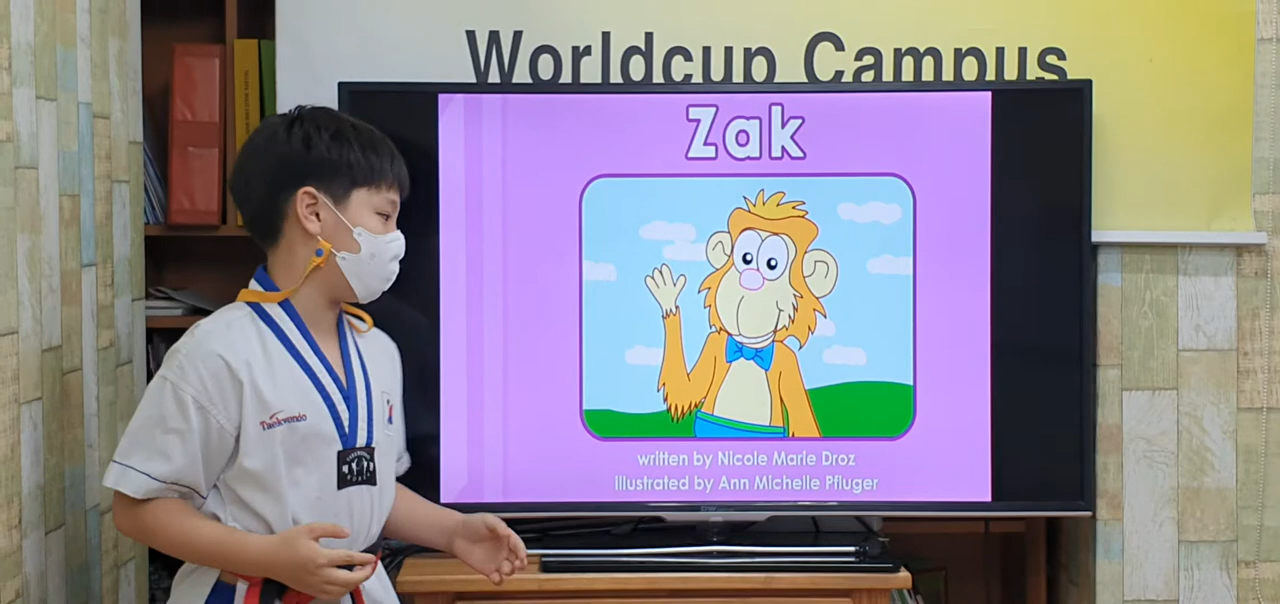 Worldcup Campus
Zak
written by Nicole Marie Droz
illustrated by Ann Michelle Pfluger
Taekwondo